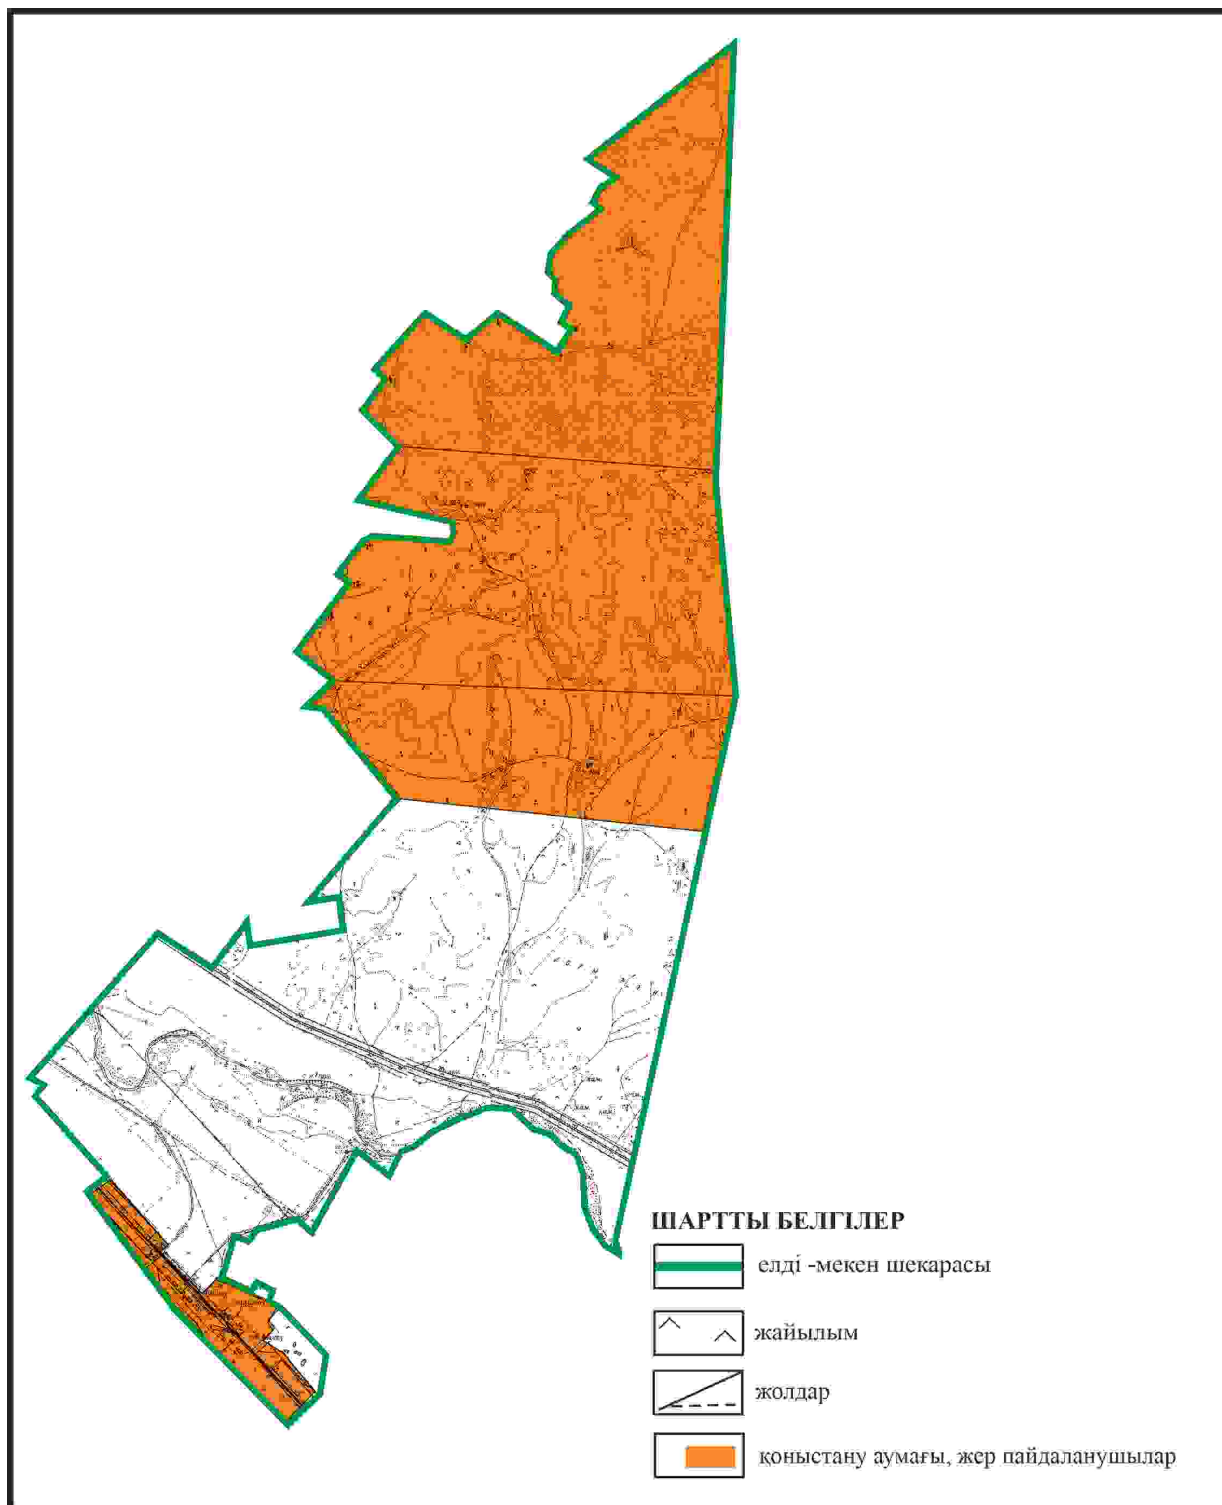 ШАРТТЫ БЕЛГІЛЕР
елді -мекен шекарасы
жайылым
жолдар
қоныстану аумағы, жер пайдаланушылар